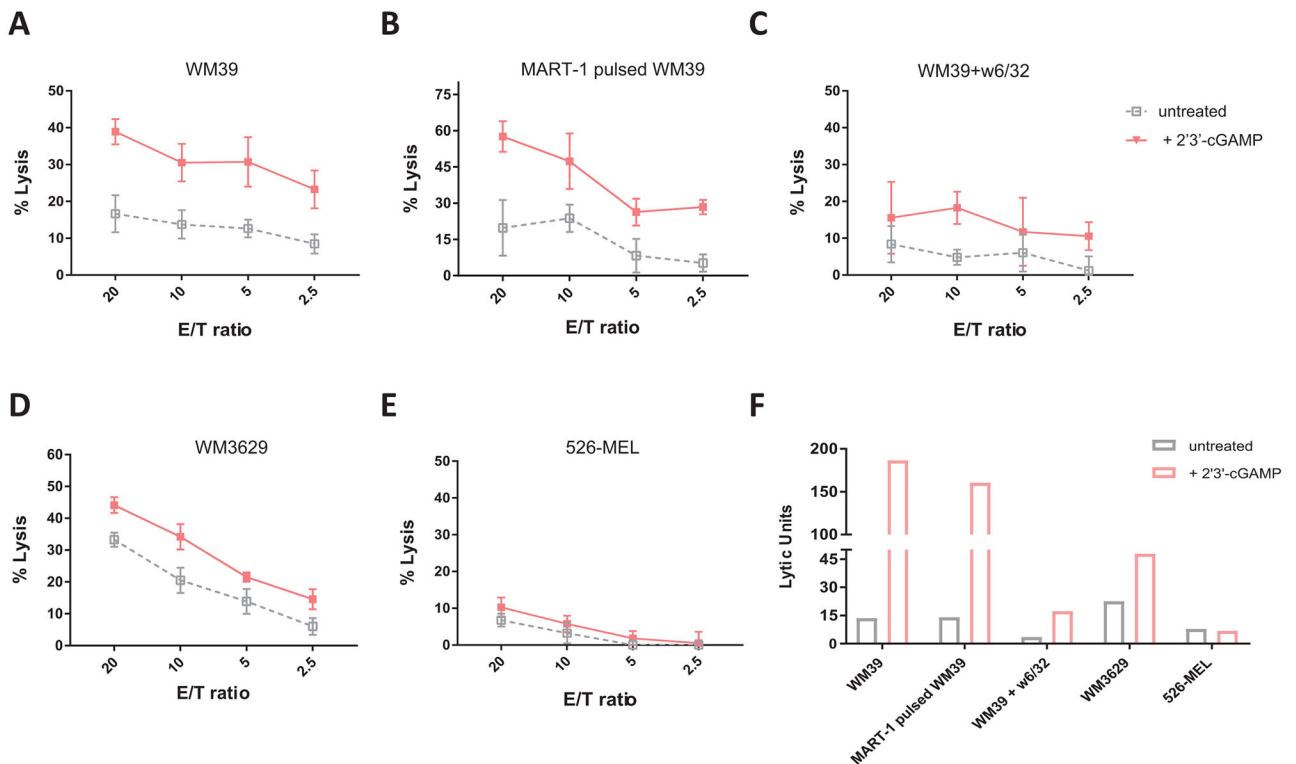 A
WM39
50
40
30
20
10
0
% Lysis
20
10
5
2.5
E/T ratio
B
MART-1 pulsed WM39
75
60
45
30
15
0
% Lysis
20
10
5
2.5
E/T ratio
C
WM39+w6/32
50
40
30
20
10
0
% Lysis
20
10
5
2.5
E/T ratio
untreated
+ 2'3'-cGAMP
D
WM3629
60
50
40
30
20
10
0
% Lysis
20
10
5
2.5
E/T ratio
E
526-MEL
50
40
30
20
10
0
% Lysis
20
10
5
2.5
E/T ratio
F
200
150
100
45
30
15
0
Lytic Units
WM39
MART-1 pulsed WM39
WM39 + w6/32
WM3629
526-MEL
untreated
+ 2'3'-cGAMP